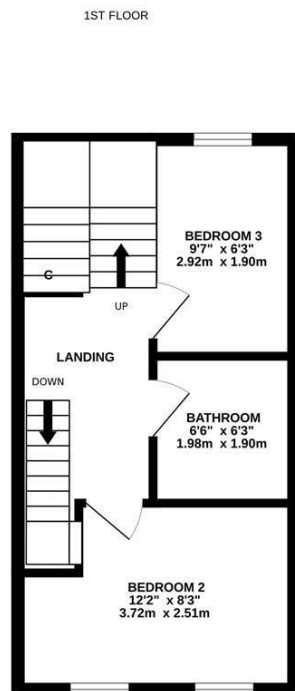 1ST FLOOR
BEDROOM 3
9'7" x 6'3"
2.92m x 1.90m
C
UP
LANDING
DOWN
BATHROOM
6'6" x 6'3"
1.98m x 1.90m
BEDROOM 2
12'2" x 8'3"
3.72m x 2.51m